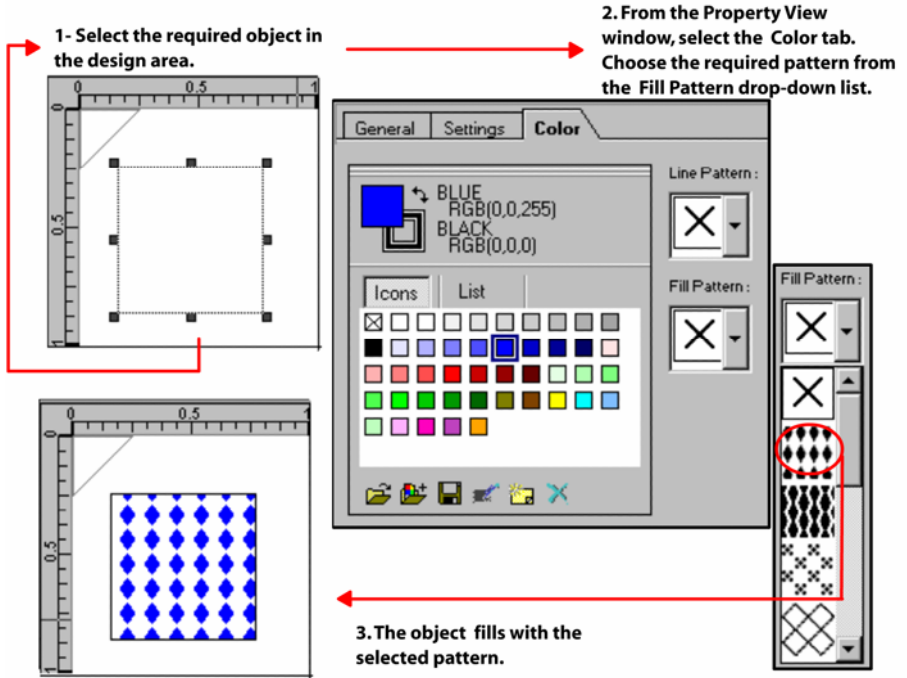 1- Select the required object in
the design area.
2. From the Property View
window, select the Color tab.
Choose the required pattern from
the Fill Pattern drop-down list.
0 0.5 1
0.5
1
General Settings Color
BLUE
RGB(0,0,255)
BLACK
RGB(0,0,0)
Icons List
Line Pattern :
Fill Pattern :
Fill Pattern :
0 0.5 1
0
0.5
1
3. The object fills with the
selected pattern.